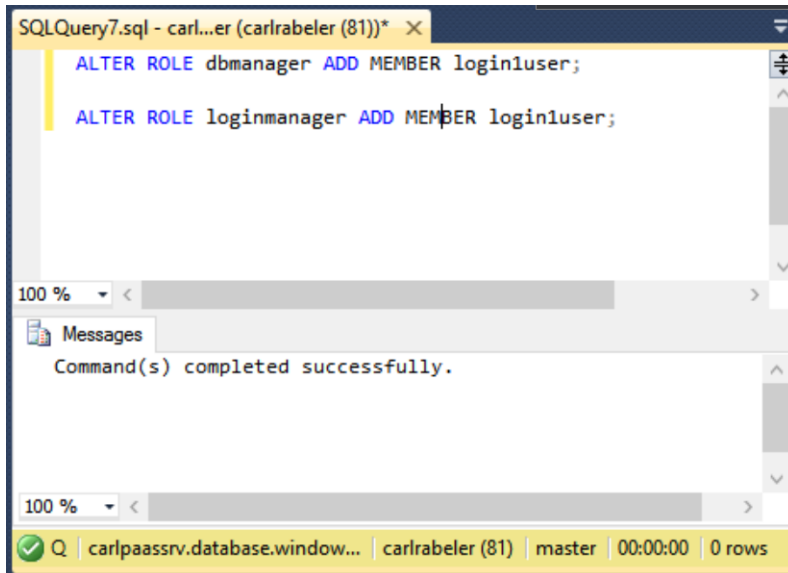 SQLQuery7.sql - carl...er (carlrabeler (81))*
ALTER ROLE dbmanager ADD MEMBER login1user;
ALTER ROLE loginmanager ADD MEMBER login1user;
100 %
Messages
Command(s) completed successfully.
100 %
Q carlpaassrv.database.window... carlrabeler (81) master 00:00:00 0 rows